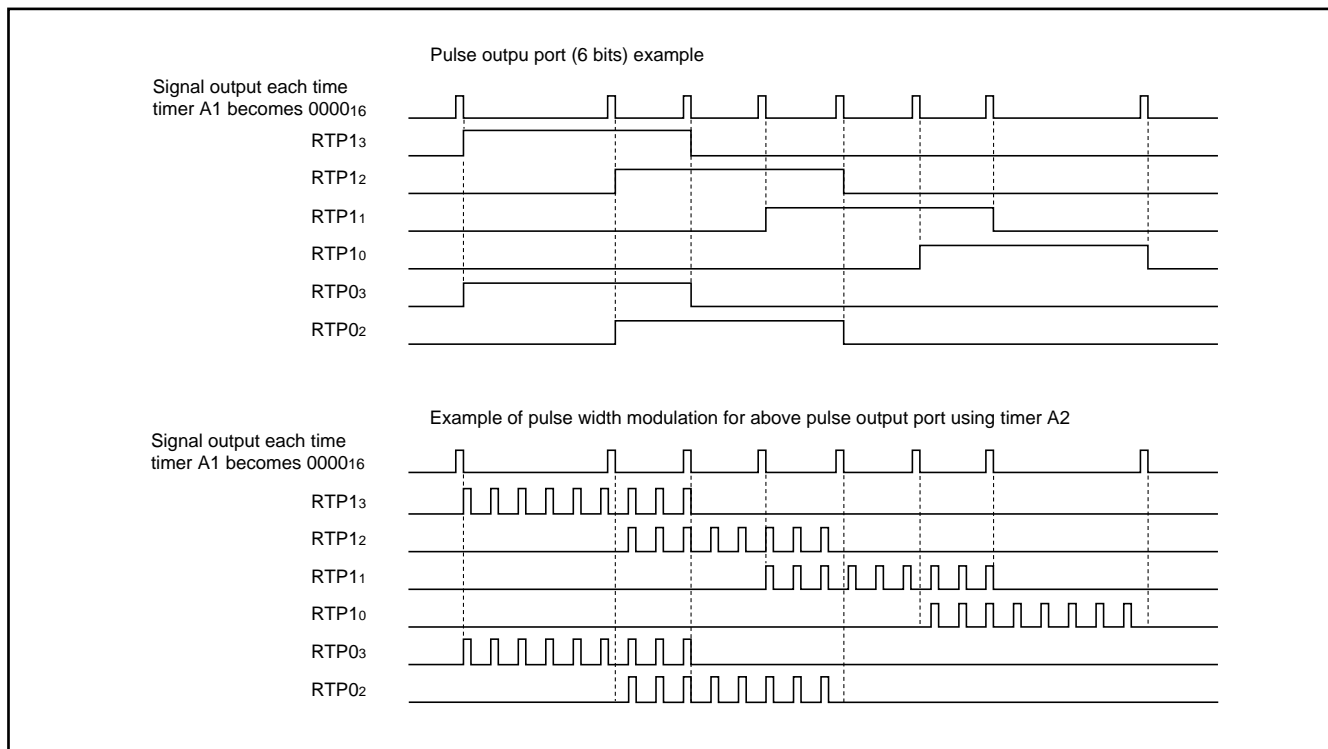 Pulse outpu port (6 bits) example
Signal output each time
timer A1 becomes 000016
RTP13
RTP12
RTP11
RTP10
RTP03
RTP02
Example of pulse width modulation for above pulse output port using timer A2
Signal output each time
timer A1 becomes 000016
RTP13
RTP12
RTP11
RTP10
RTP03
RTP02